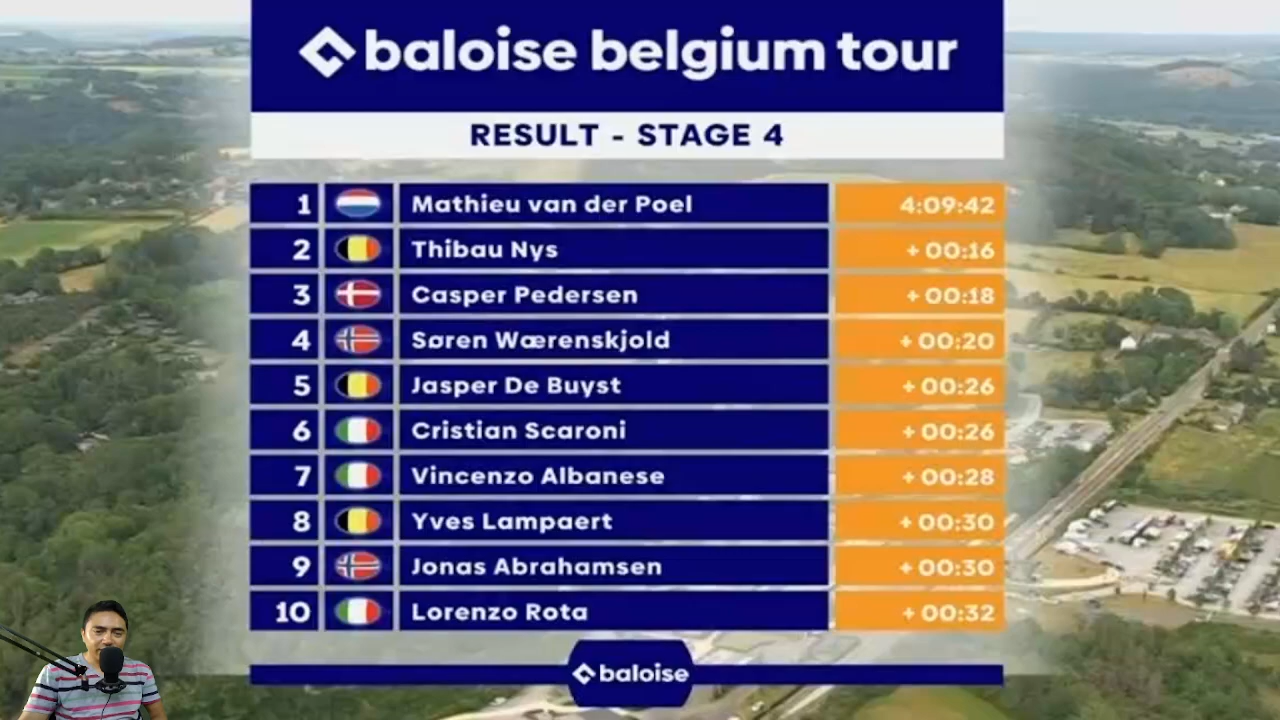 baloise belgium tour
RESULT - STAGE 4
1 Mathieu van der Poel 4:09:42
2 Thibau Nys + 00:16
3 Casper Pedersen + 00:18
4 Søren Wærenskjold + 00:20
5 Jasper De Buyst + 00:26
6 Cristian Scaroni + 00:26
7 Vincenzo Albanese + 00:28
8 Yves Lampaert + 00:30
9 Jonas Abrahamsen + 00:30
10 Lorenzo Rota + 00:32
baloise